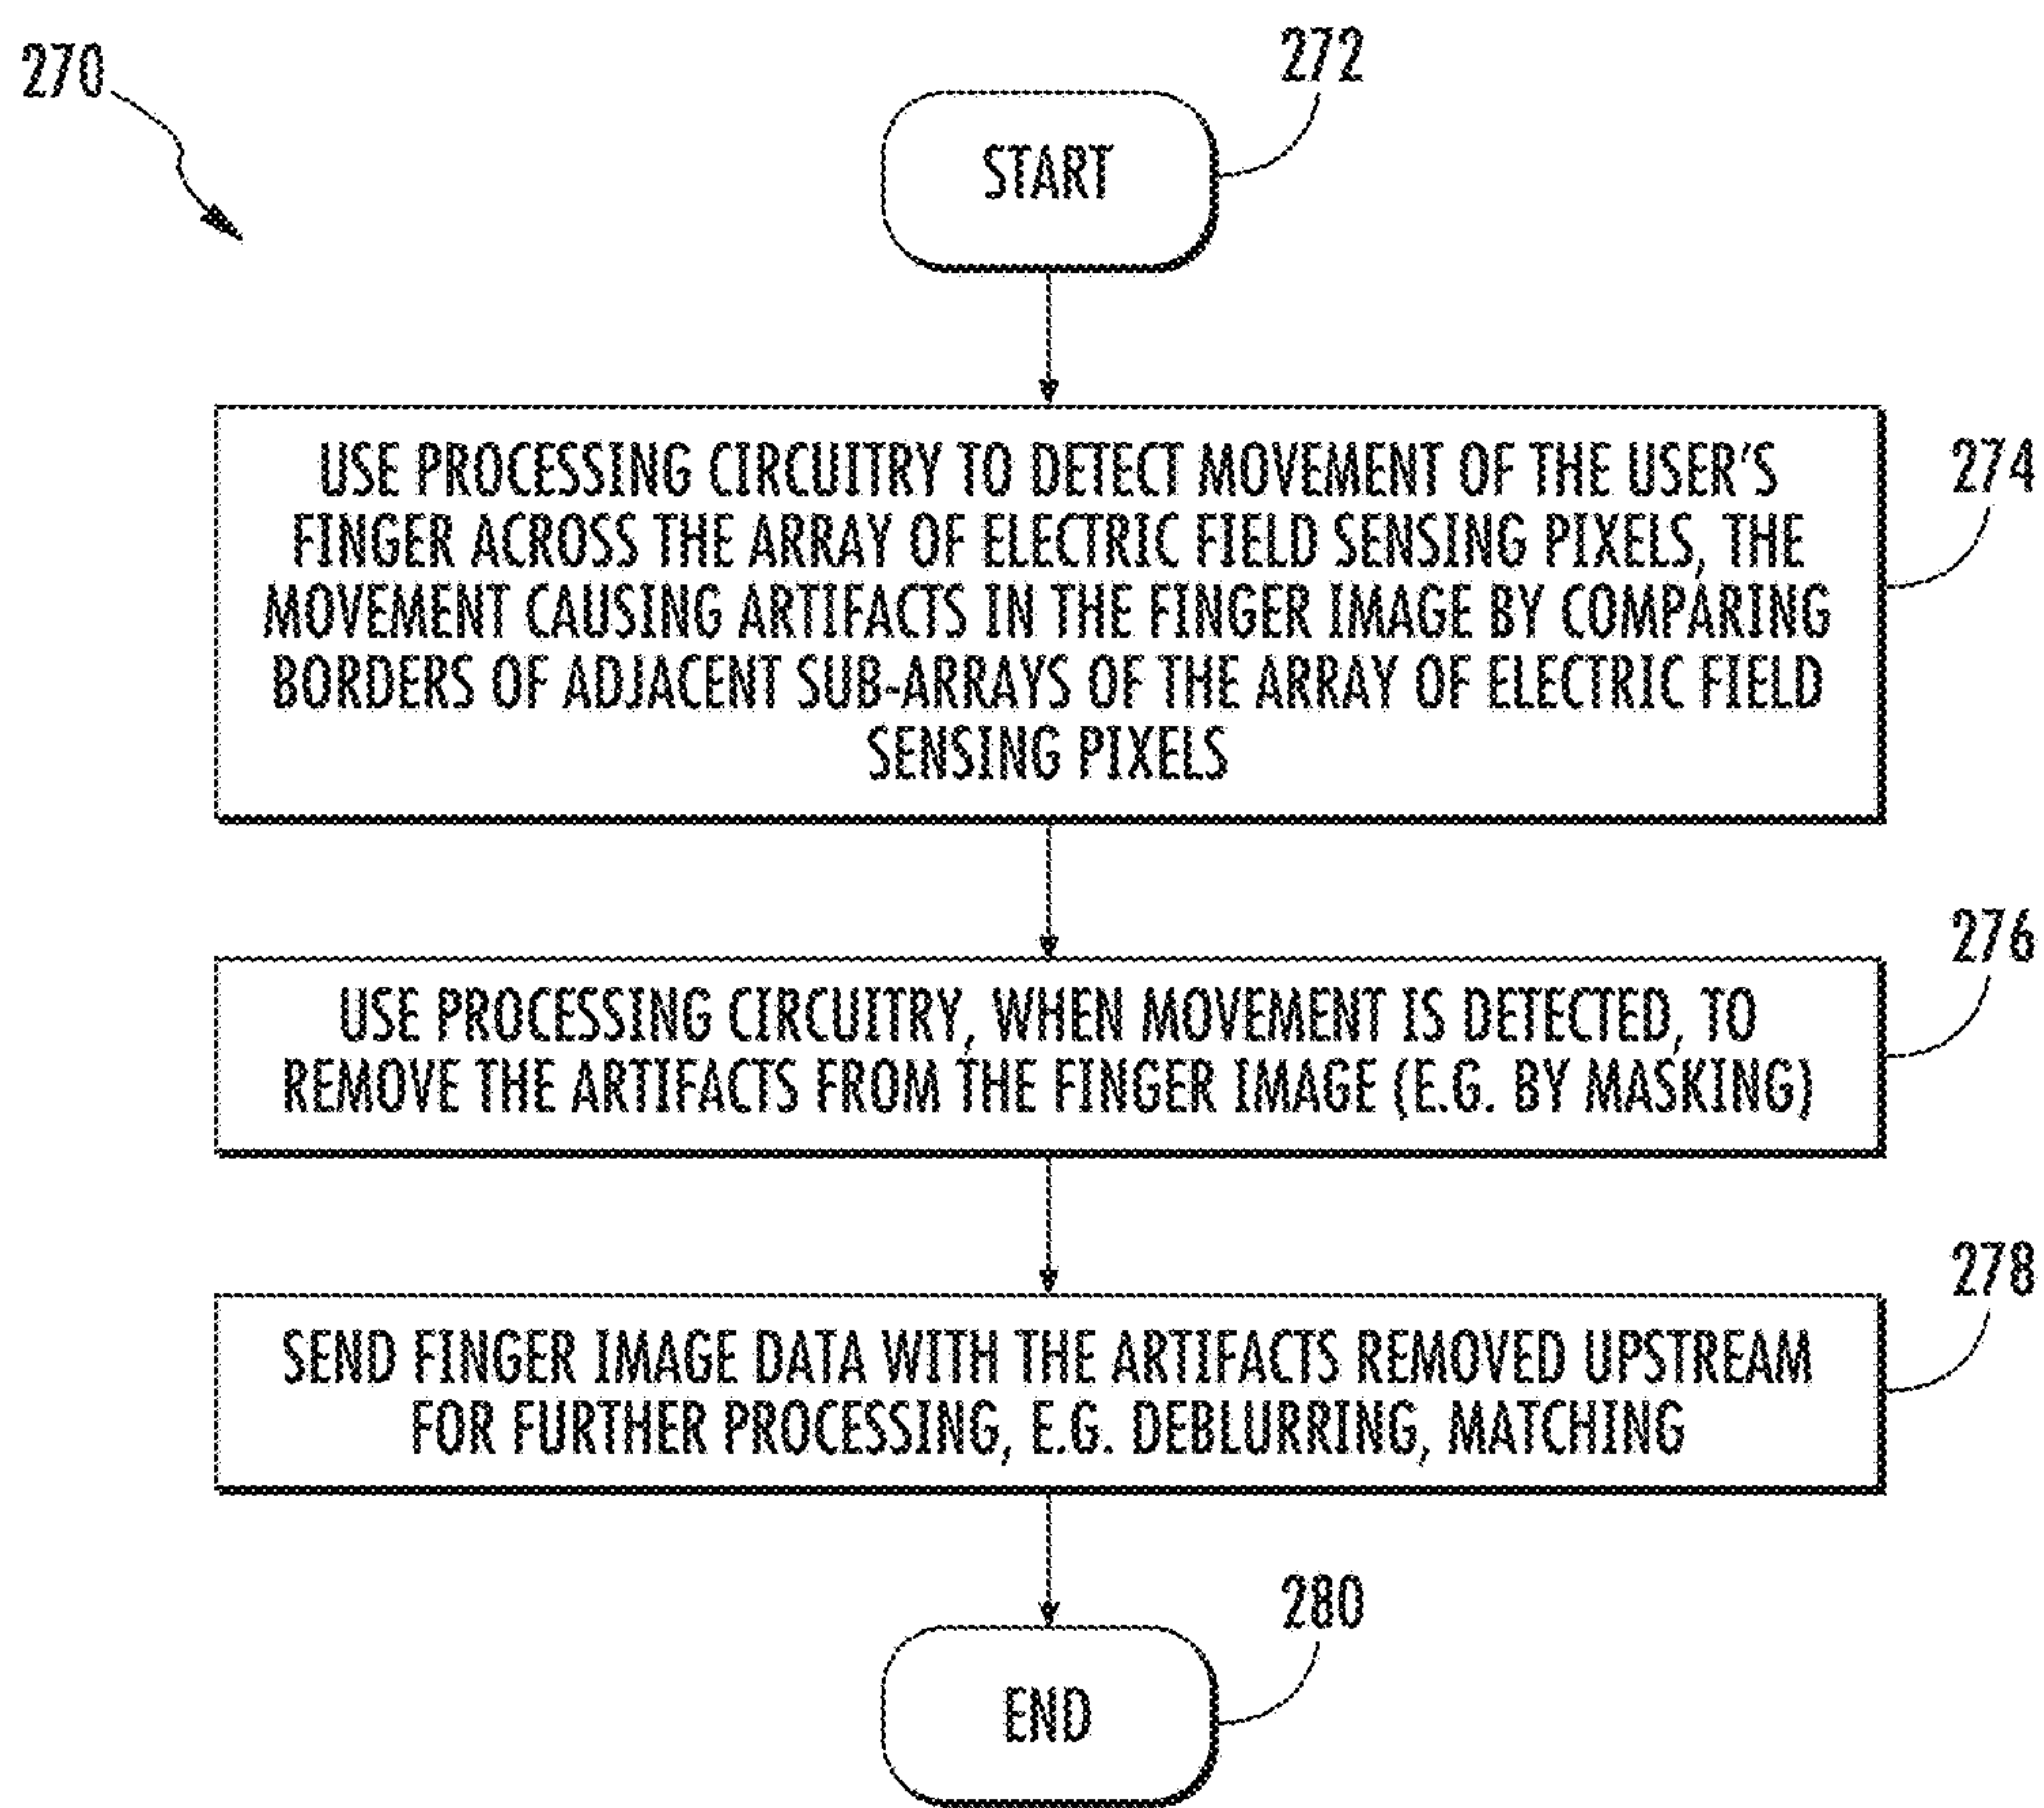 270
272
START
USE PROCESSING CIRCUITRY TO DETECT MOVEMENT OF THE USER'S
FINGER ACROSS THE ARRAY OF ELECTRIC FIELD SENSING PIXELS, THE
MOVEMENT CAUSING ARTIFACTS IN THE FINGER IMAGE BY COMPARING
BORDERS OF ADJACENT SUB-ARRAYS OF THE ARRAY OF ELECTRIC FIELD
SENSING PIXELS
274
USE PROCESSING CIRCUITRY, WHEN MOVEMENT IS DETECTED, TO
REMOVE THE ARTIFACTS FROM THE FINGER IMAGE (E.G. BY MASKING)
276
SEND FINGER IMAGE DATA WITH THE ARTIFACTS REMOVED UPSTREAM
FOR FURTHER PROCESSING, E.G. DEBLURRING, MATCHING
278
280
END